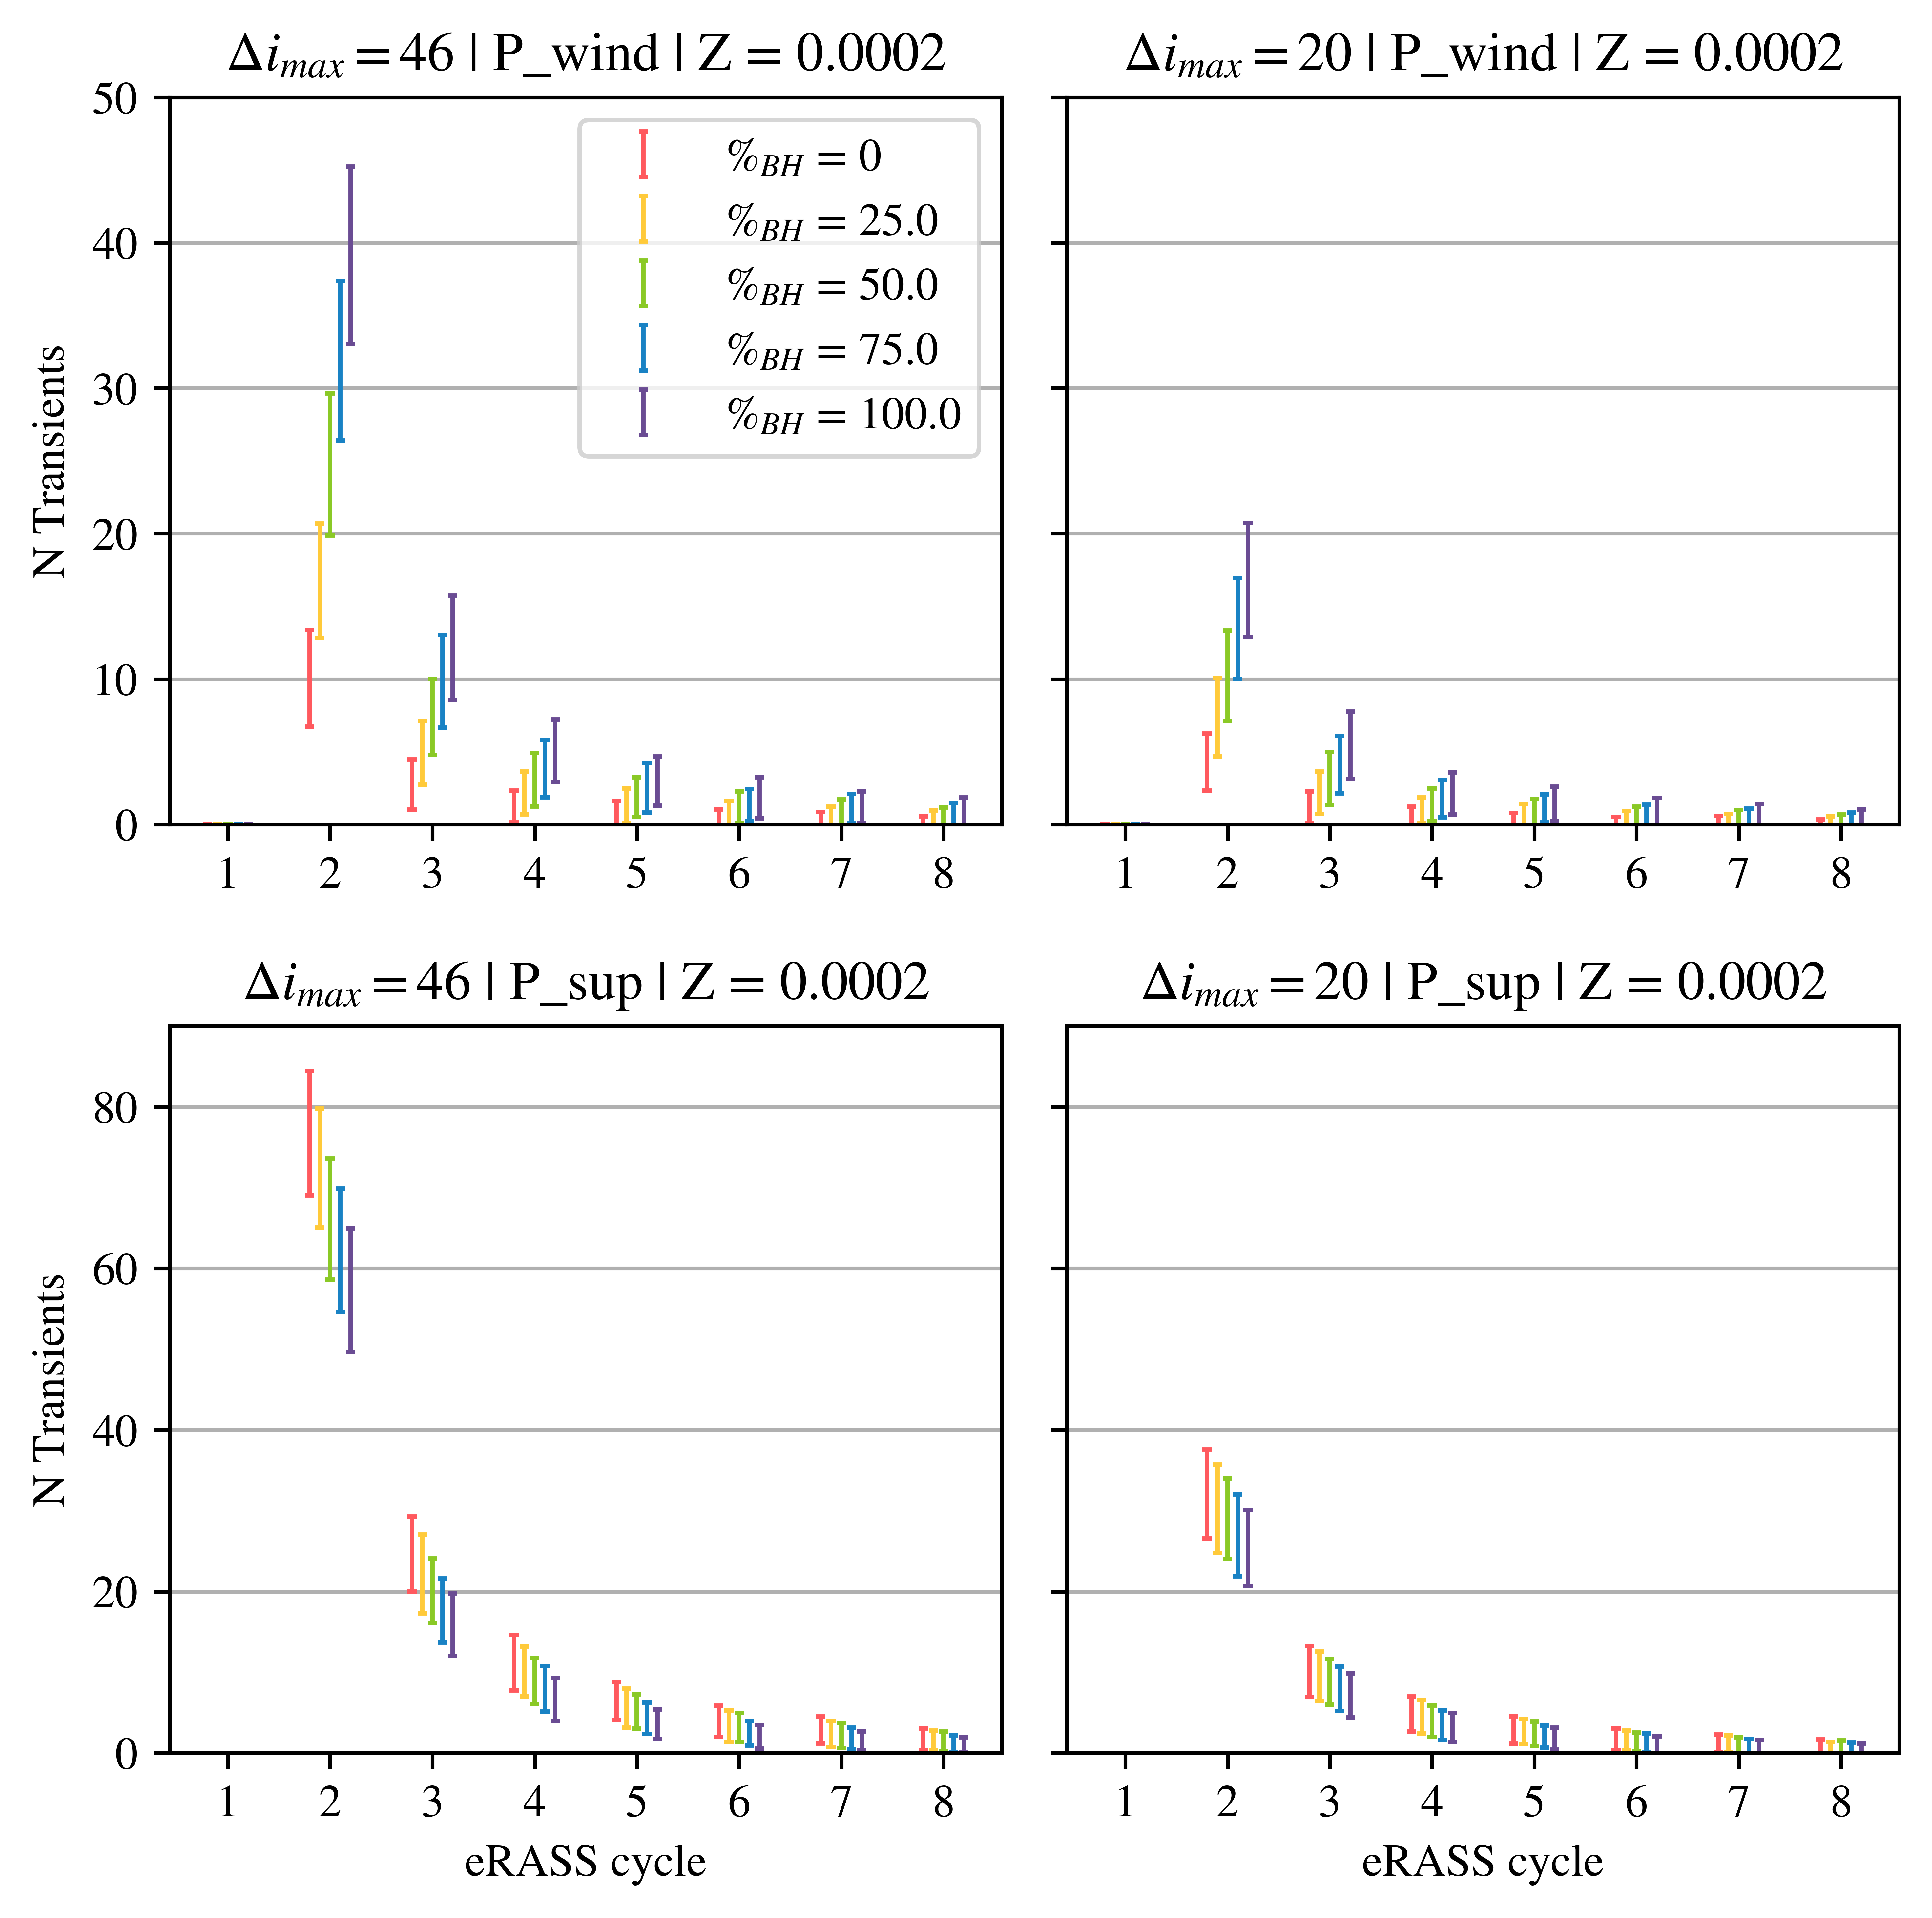 Δi_max = 46 | P_wind | Z = 0.0002
Δi_max = 20 | P_wind | Z = 0.0002
50
40
30
20
10
0
N Transients
%_BH = 0
%_BH = 25.0
%_BH = 50.0
%_BH = 75.0
%_BH = 100.0
1 2 3 4 5 6 7 8
1 2 3 4 5 6 7 8
Δi_max = 46 | P_sup | Z = 0.0002
Δi_max = 20 | P_sup | Z = 0.0002
80
60
40
20
0
N Transients
1 2 3 4 5 6 7 8
1 2 3 4 5 6 7 8
eRASS cycle
eRASS cycle